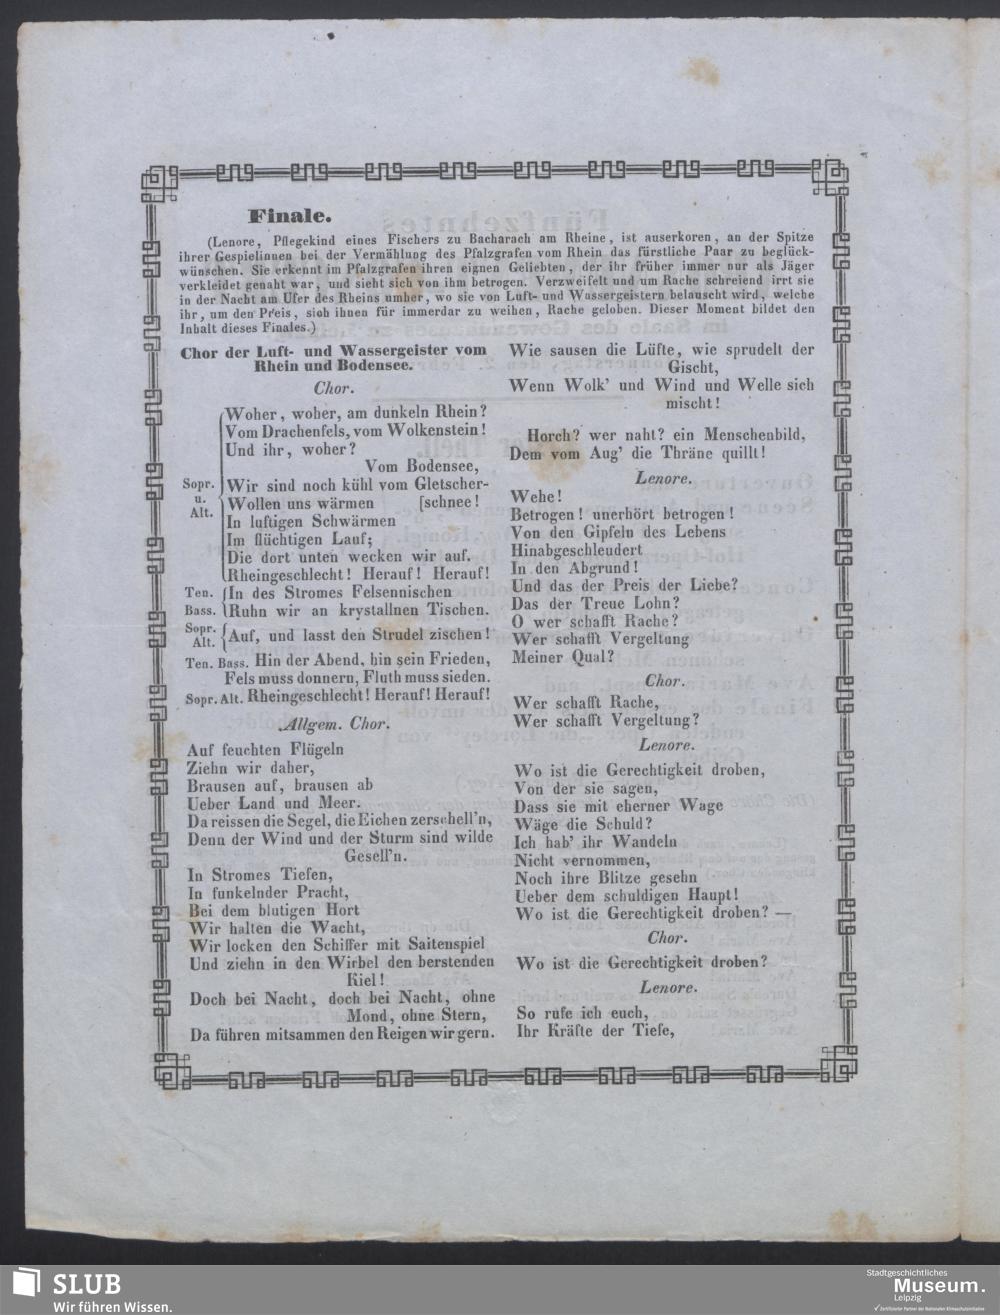 Finale.
(Lenore, Pflegekind eines Fischers zu Bacharach am Rheine, ist auserkoren, an der Spitze
ihrer Gespielinnen bei der Vermählung des Pfalzgrafen vom Rhein das fürstliche Paar zu beglück-
wünschen. Sie erkennt im Pfalzgrafen ihren eignen Geliebten, der ihr früher immer nur als Jäger
verkleidet genaht war, und sieht sich von ihm betrogen. Verzweifelt und um Rache schreiend irrt sie
in der Nacht am Ufer des Rheins umher, wo sie von Luft- und Wassergeistern belauscht wird, welche
ihr, um den Preis, sich ihnen für immerdar zu weihen, Rache geloben. Dieser Moment bildet den
Inhalt dieses Finales.)
Chor der Luft- und Wassergeister vom
Rhein und Bodensee.
Chor.
Sopr. u. Alt.
Woher, woher, am dunkeln Rhein?
Vom Drachenfels, vom Wolkenstein!
Und ihr, woher?
Vom Bodensee,
Wir sind noch kühl vom Gletscher-
Wollen uns wärmen [schnee!
In luftigen Schwärmen
Im flüchtigen Lauf;
Die dort unten wecken wir auf.
Rheingeschlecht! Herauf! Herauf!
Ten. In des Stromes Felsennischen
Bass. Ruhn wir an krystallnen Tischen.
Sopr. Alt. Auf, und lasst den Strudel zischen!
Ten. Bass. Hin der Abend, hin sein Frieden,
Fels muss donnern, Fluth muss sieden.
Sopr. Alt. Rheingeschlecht! Herauf! Herauf!
Allgem. Chor.
Auf feuchten Flügeln
Ziehn wir daher,
Brausen auf, brausen ab
Ueber Land und Meer.
Da reissen die Segel, die Eichen zerschell'n,
Denn der Wind und der Sturm sind wilde
Gesell'n.
In Stromes Tiefen,
In funkelnder Pracht,
Bei dem blutigen Hort
Wir halten die Wacht,
Wir locken den Schiffer mit Saitenspiel
Und ziehn in den Wirbel den berstenden
Kiel!
Doch bei Nacht, doch bei Nacht, ohne
Mond, ohne Stern,
Da führen mitsammen den Reigen wir gern.
Wie sausen die Lüfte, wie sprudelt der
Gischt,
Wenn Wolk' und Wind und Welle sich
mischt!
Horch? wer naht? ein Menschenbild,
Dem vom Aug' die Thräne quillt!
Lenore.
Wehe!
Betrogen! unerhört betrogen!
Von den Gipfeln des Lebens
Hinabgeschleudert
In den Abgrund!
Und das der Preis der Liebe?
Das der Treue Lohn?
O wer schafft Rache?
Wer schafft Vergeltung
Meiner Qual?
Chor.
Wer schafft Rache,
Wer schafft Vergeltung?
Lenore.
Wo ist die Gerechtigkeit droben,
Von der sie sagen,
Dass sie mit eherner Wage
Wäge die Schuld?
Ich hab' ihr Wandeln
Nicht vernommen,
Noch ihre Blitze gesehn
Ueber dem schuldigen Haupt!
Wo ist die Gerechtigkeit droben? —
Chor.
Wo ist die Gerechtigkeit droben?
Lenore.
So rufe ich euch,
Ihr Kräfte der Tiefe,
SLUB
Wir führen Wissen.
Stadtgeschichtliches
Museum.
Leipzig
Zertifizierter Partner der Nationalen Klimaschutzinitiative